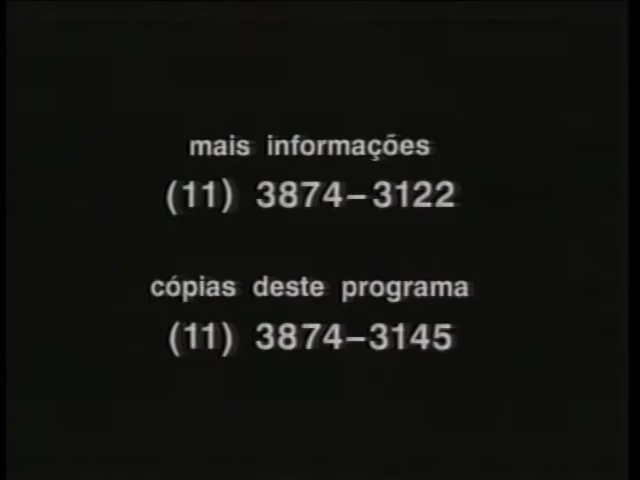 mais informações
(11) 3874-3122
cópias deste programa
(11) 3874-3145